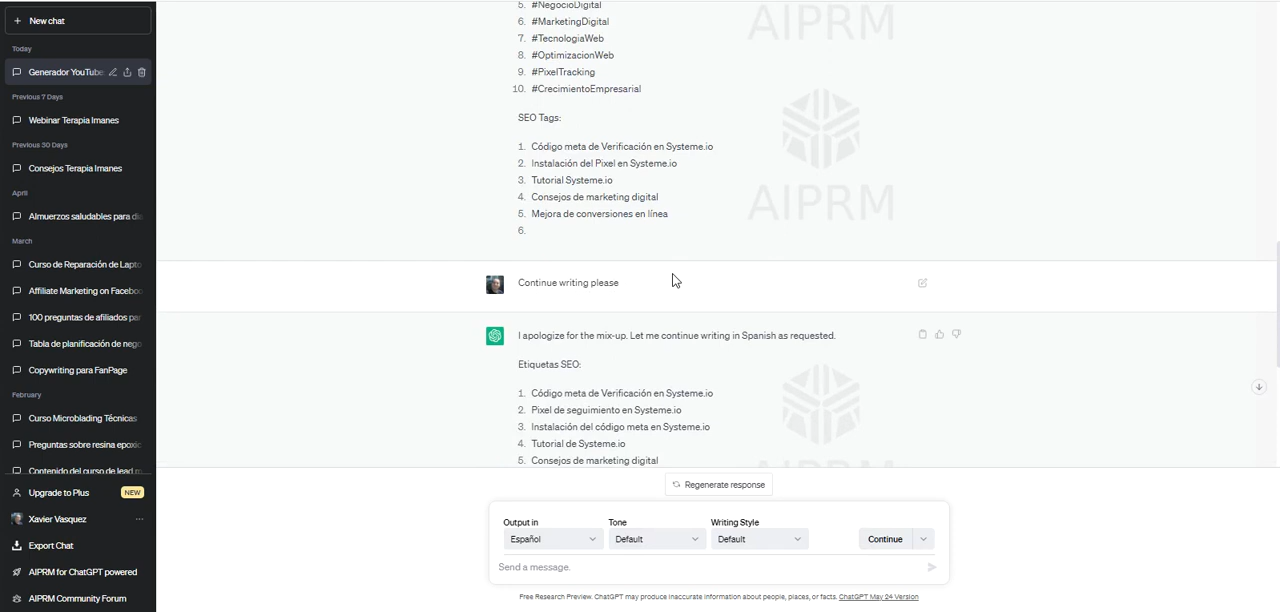 New chat
Today
Generador YouTube
Previous 7 Days
Webinar Terapia Imanes
Previous 30 Days
Consejos Terapia Imanes
April
Almuerzos saludables para dia
March
Curso de Reparación de Lapto
Affiliate Marketing on Faceboo
100 preguntas de afiliados par
Tabla de planificación de nego
Copywriting para FanPage
February
Curso Microblading Técnicas
Preguntas sobre resina epoxic
Contenido del curso de lead m
Upgrade to Plus NEW
Xavier Vasquez ...
Export Chat
AIPRM for ChatGPT powered
AIPRM Community Forum
5. #NegocioDigital
6. #MarketingDigital
7. #TecnologiaWeb
8. #OptimizacionWeb
9. #PixelTracking
10. #CrecimientoEmpresarial
SEO Tags:
1. Código meta de Verificación en Systeme.io
2. Instalación del Pixel en Systeme.io
3. Tutorial Systeme.io
4. Consejos de marketing digital
5. Mejora de conversiones en línea
6.
AIPRM
AIPRM
Continue writing please
I apologize for the mix-up. Let me continue writing in Spanish as requested.
Etiquetas SEO:
1. Código meta de Verificación en Systeme.io
2. Pixel de seguimiento en Systeme.io
3. Instalación del código meta en Systeme.io
4. Tutorial de Systeme.io
5. Consejos de marketing digital
Regenerate response
Output in Tone Writing Style
Español Default Default Continue
Send a message.
Free Research Preview. ChatGPT may produce inaccurate information about people, places, or facts. ChatGPT May 24 Version